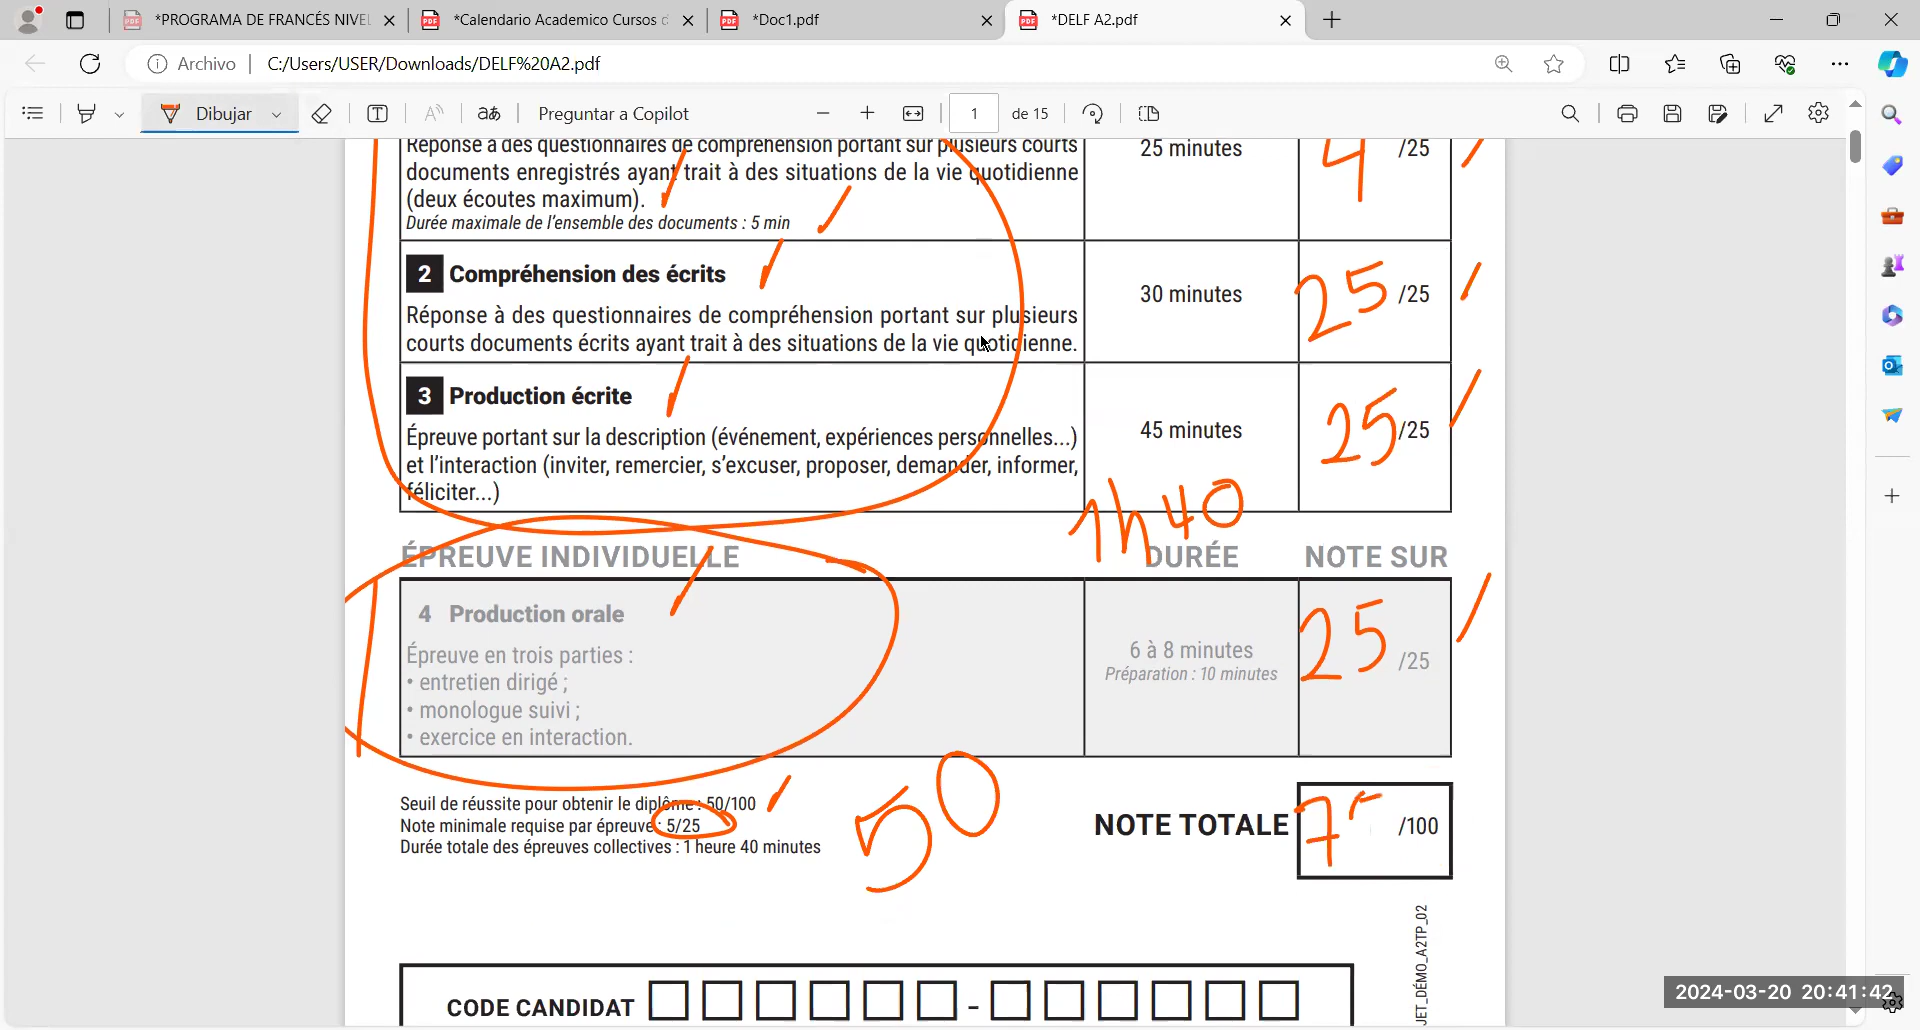 *PROGRAMA DE FRANCÉS NIVEL
*Calendario Academico Cursos d
*Doc1.pdf
*DELF A2.pdf
Archivo
C:/Users/USER/Downloads/DELF%20A2.pdf
Dibujar
T
A
aあ
Preguntar a Copilot
1
de 15
Réponse à des questionnaires de compréhension portant sur plusieurs courts
documents enregistrés ayant trait à des situations de la vie quotidienne
(deux écoutes maximum).
Durée maximale de l'ensemble des documents : 5 min
25 minutes
4 /25
2 Compréhension des écrits
Réponse à des questionnaires de compréhension portant sur plusieurs
courts documents écrits ayant trait à des situations de la vie quotidienne.
30 minutes
25 /25
3 Production écrite
Épreuve portant sur la description (événement, expériences personnelles...)
et l'interaction (inviter, remercier, s'excuser, proposer, demander, informer,
féliciter...)
45 minutes
25 /25
1h40
ÉPREUVE INDIVIDUELLE
DURÉE
NOTE SUR
4 Production orale
Épreuve en trois parties :
• entretien dirigé ;
• monologue suivi ;
• exercice en interaction.
6 à 8 minutes
Préparation : 10 minutes
25 /25
Seuil de réussite pour obtenir le diplôme : 50/100
Note minimale requise par épreuve : 5/25
Durée totale des épreuves collectives : 1 heure 40 minutes
50
NOTE TOTALE
/100
CODE CANDIDAT
-
JET_DÉMO_A2TP_02
2024-03-20 20:41:42